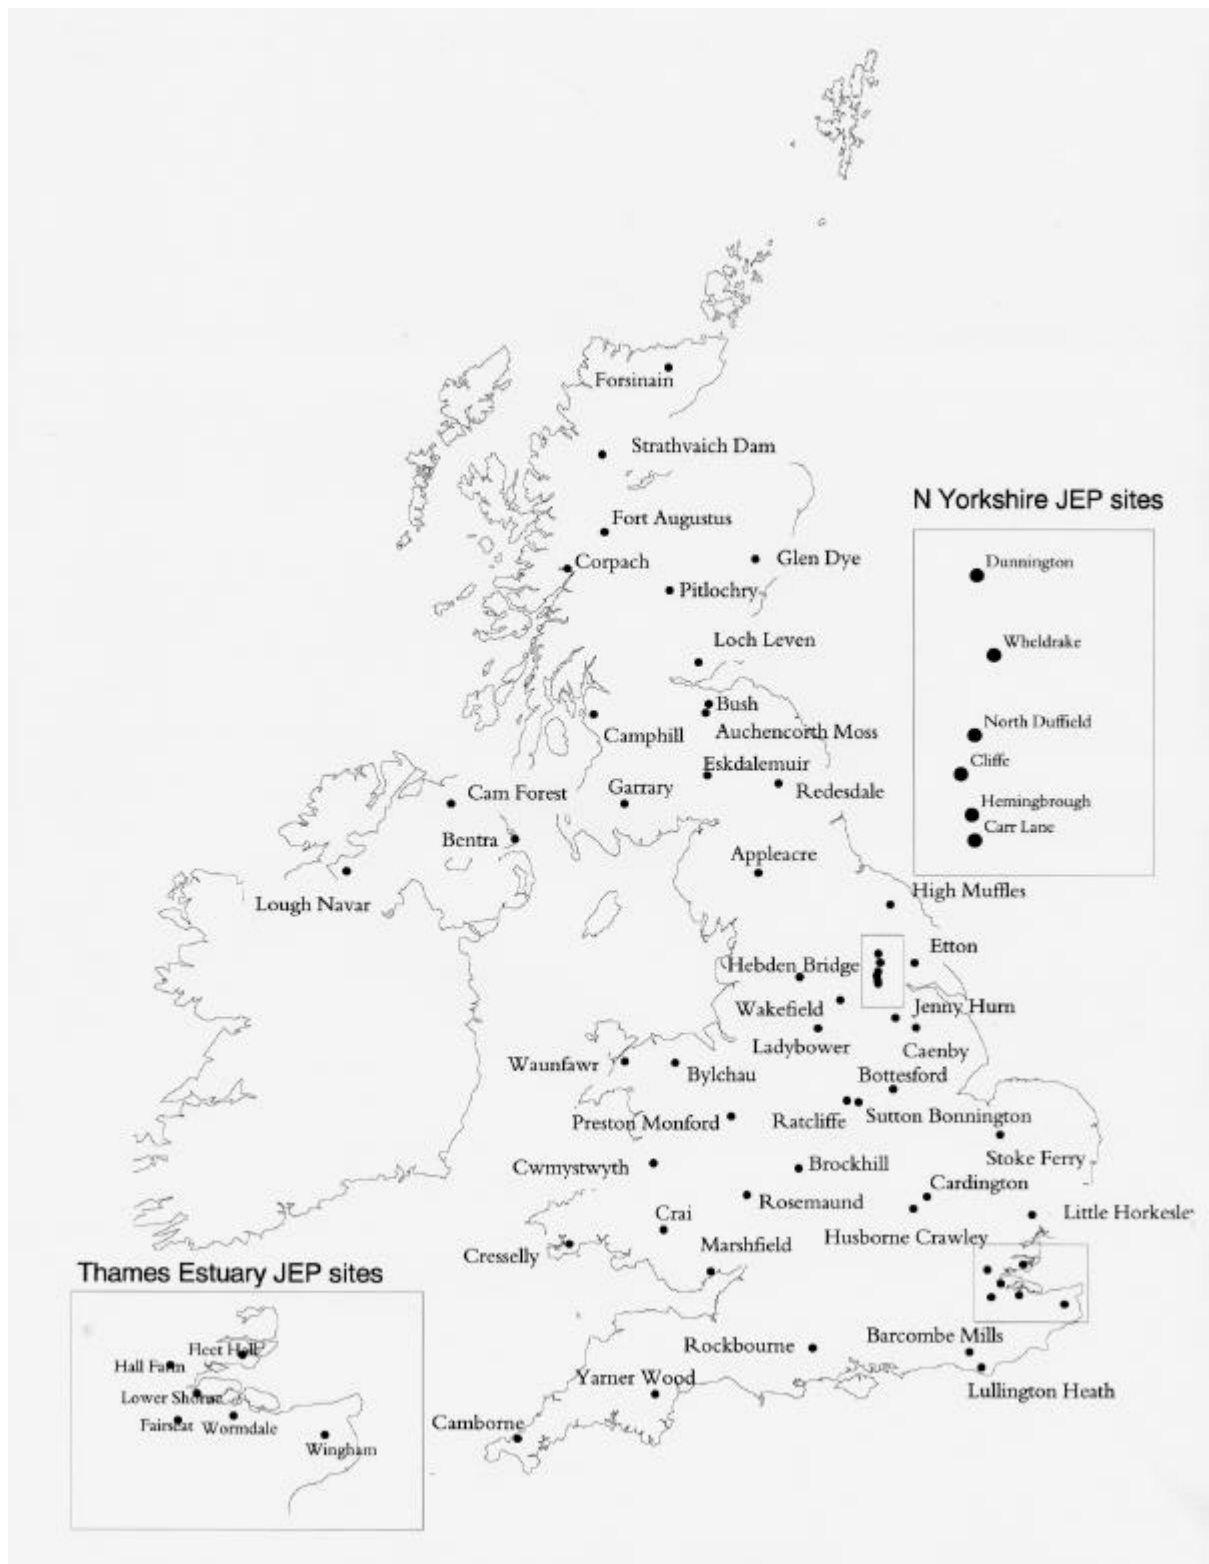 Forsinain
Strathvaich Dam
N Yorkshire JEP sites
Fort Augustus
Glen Dye
Corpach
Dunnington
Pitlochry
Loch Leven
Wheldrake
Bush
North Duffield
Auchencorth Moss
Camphill
Eskdalemuir
Cliffe
Garrary
Redesdale
Cam Forest
Hemingbrough
Carr Lane
Bentra
Appleacre
High Muffles
Lough Navar
Etton
Hebden Bridge
Wakefield
Jenny Hurn
Ladybower
Caenby
Waunfawr
Bylchau
Bottesford
Preston Monford
Ratcliffe
Sutton Bonnington
Stoke Ferry
Cwmystwyth
Brockhill
Cardington
Rosemaund
Crai
Little Horkesle
Husborne Crawley
Marshfield
Cresselly
Thames Estuary JEP sites
Barcombe Mills
Rockbourne
Fleet Hall
Hall Farm
Yarner Wood
Lullington Heath
Lower Shorne
Fairseat
Wormdale
Camborne
Wingham